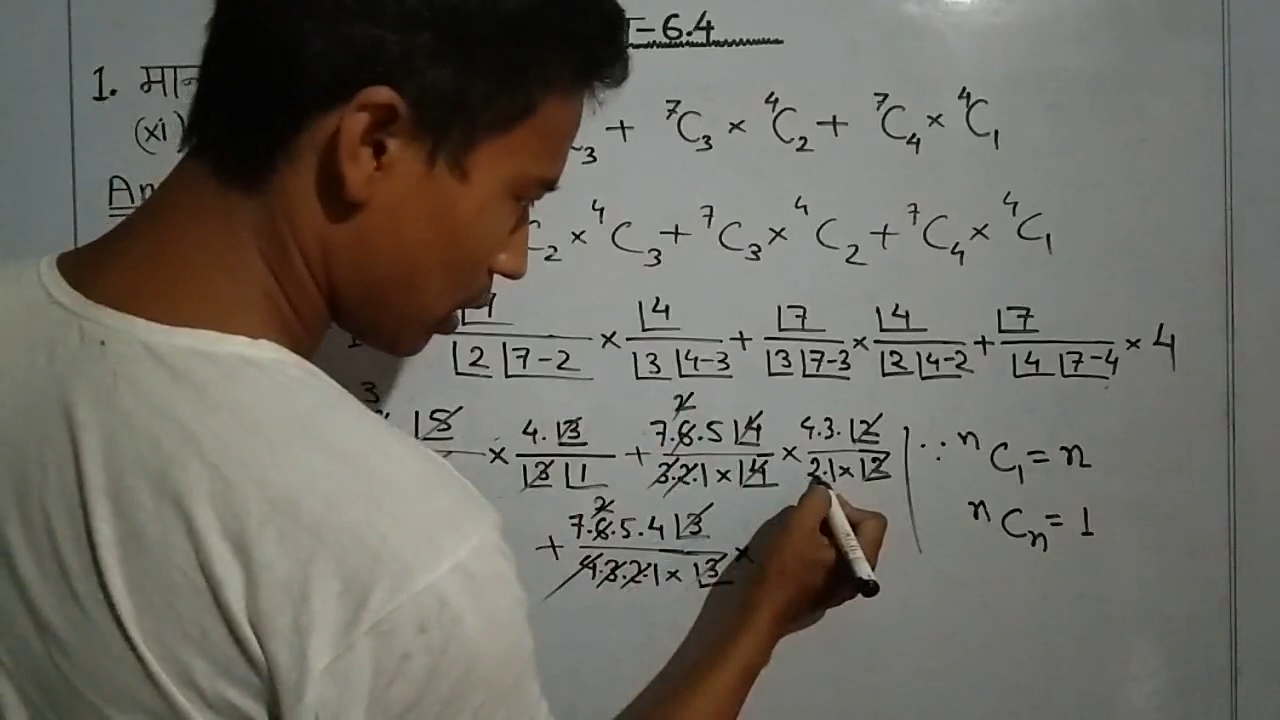 -6.4
1.
(xi) + ⁷C₃ × ⁴C₂ + ⁷C₄ × ⁴C₁
C₂ × ⁴C₃ + ⁷C₃ × ⁴C₂ + ⁷C₄ × ⁴C₁
|7 / |2 |7-2 × |4 / |3 |4-3 + |7 / |3 |7-3 × |4 / |2 |4-2 + |7 / |4 |7-4 × 4
|5 × 4.|3 / |3 |1 + 7.6.5 |4 / 3.2.1 × |4 × 4.3.|2 / 2.1 × |2 ∵ ⁿC₁ = n
+ 7.6.5.4 |3 / 4.3.2.1 × |3 × ⁿCₙ = 1